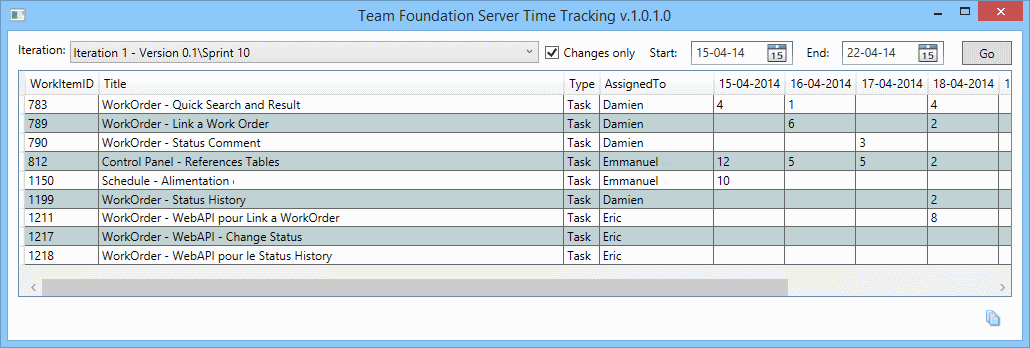 Team Foundation Server Time Tracking v.1.0.1.0
Iteration: Iteration 1 - Version 0.1\Sprint 10 Changes only Start: 15-04-14 15 End: 22-04-14 15 Go
WorkItemID Title Type AssignedTo 15-04-2014 16-04-2014 17-04-2014 18-04-2014 1
783 WorkOrder - Quick Search and Result Task Damien 4 1 4
789 WorkOrder - Link a Work Order Task Damien 6 2
790 WorkOrder - Status Comment Task Damien 3
812 Control Panel - References Tables Task Emmanuel 12 5 5 2
1150 Schedule - Alimentation Task Emmanuel 10
1199 WorkOrder - Status History Task Damien 2
1211 WorkOrder - WebAPI pour Link a WorkOrder Task Eric 8
1217 WorkOrder - WebAPI - Change Status Task Eric
1218 WorkOrder - WebAPI pour le Status History Task Eric